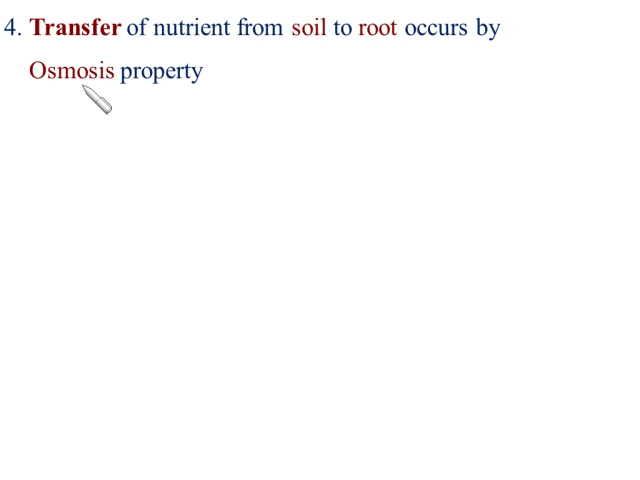 4. Transfer of nutrient from soil to root occurs by
Osmosis property